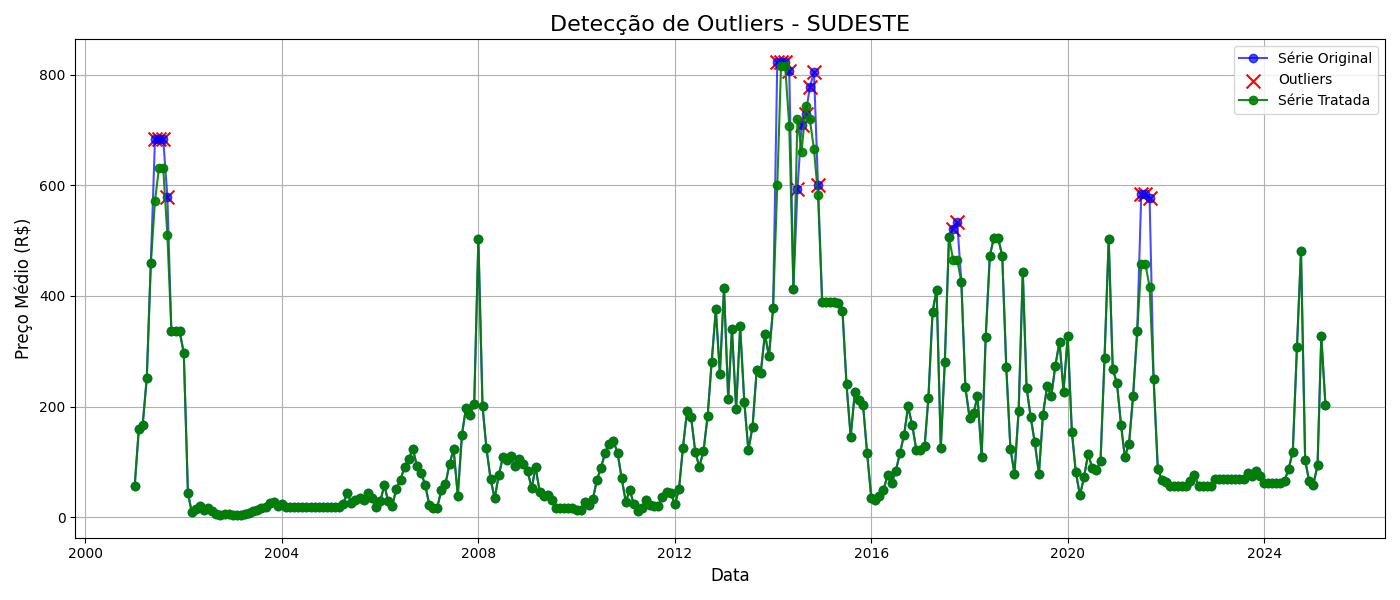 Detecção de Outliers - SUDESTE
Série Original
Outliers
Série Tratada
Preço Médio (R$)
800
600
400
200
0
2000
2004
2008
2012
2016
2020
2024
Data